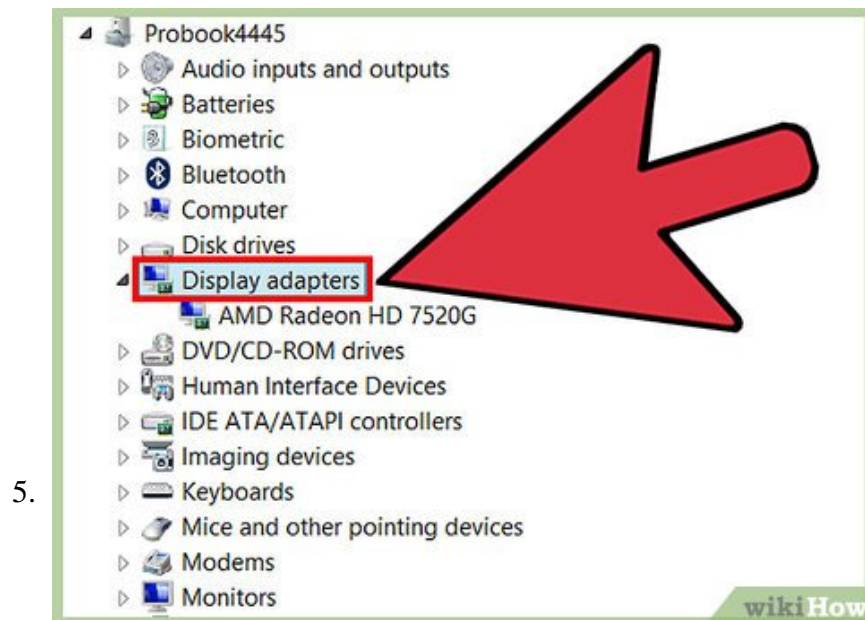 Probook4445
Audio inputs and outputs
Batteries
Biometric
Bluetooth
Computer
Disk drives
Display adapters
AMD Radeon HD 7520G
DVD/CD-ROM drives
Human Interface Devices
IDE ATA/ATAPI controllers
Imaging devices
5.
Keyboards
Mice and other pointing devices
Modems
Monitors
wikiHow